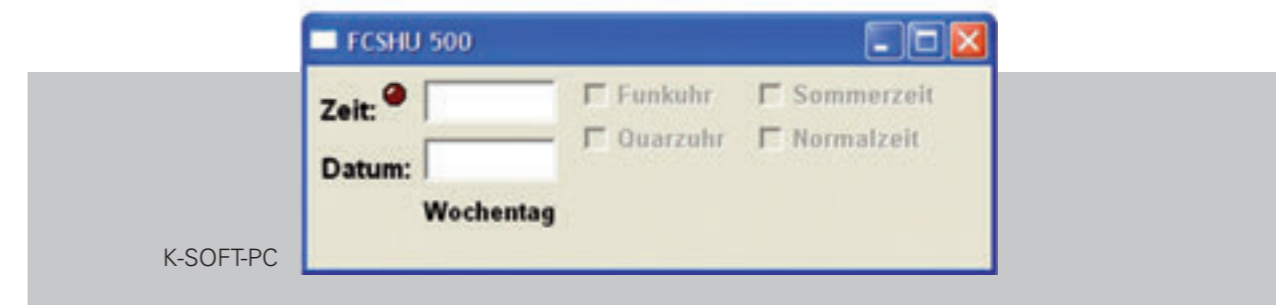 FCSHU 500
Zeit:
Funkuhr
Sommerzeit
Quarzuhr
Normalzeit
Datum:
Wochentag
K-SOFT-PC